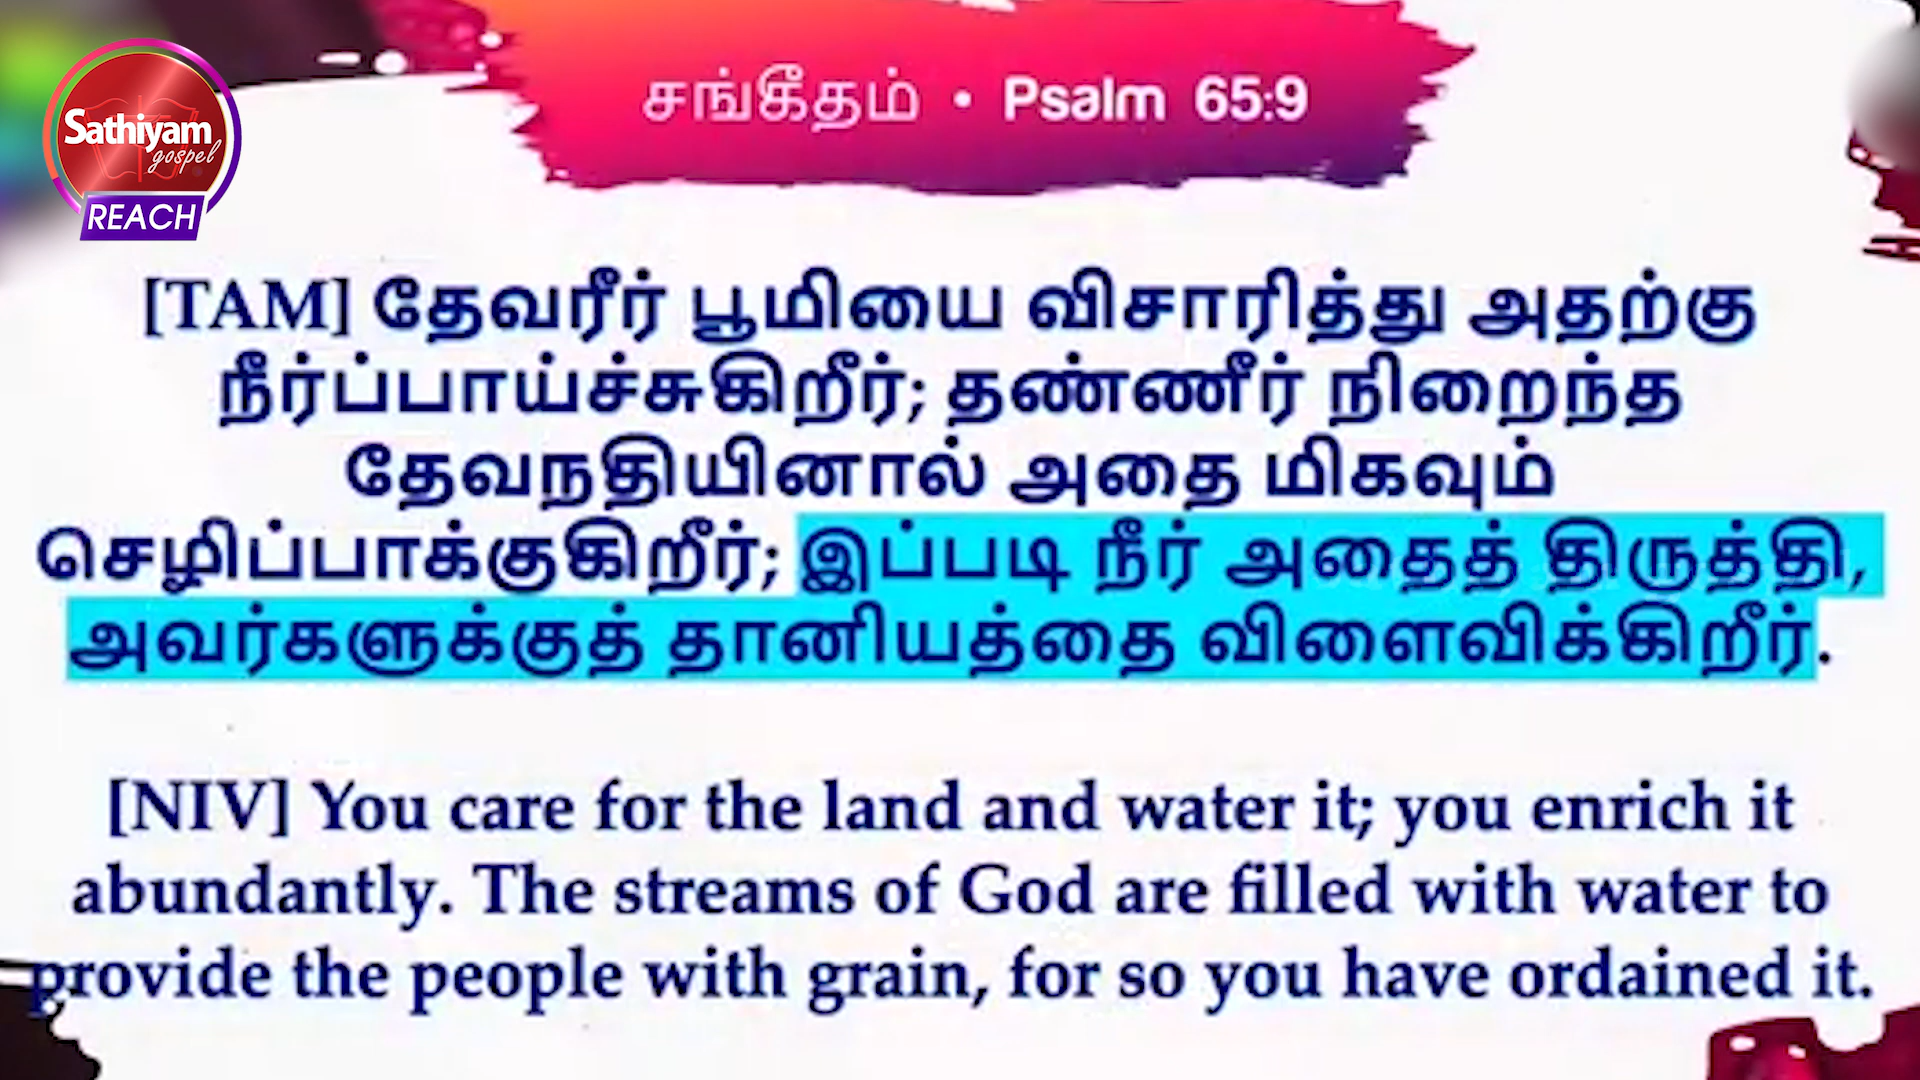 Sathiyam
gospel
REACH
சங்கீதம் • Psalm 65:9
[TAM] தேவரீர் பூமியை விசாரித்து அதற்கு
நீர்ப்பாய்ச்சுகிறீர்; தண்ணீர் நிறைந்த
தேவநதியினால் அதை மிகவும்
செழிப்பாக்குகிறீர்; இப்படி நீர் அதைத் திருத்தி,
அவர்களுக்குத் தானியத்தை விளைவிக்கிறீர்.
[NIV] You care for the land and water it; you enrich it
abundantly. The streams of God are filled with water to
provide the people with grain, for so you have ordained it.